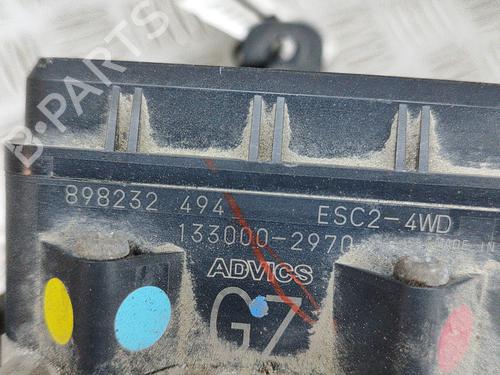 B-PARTS
898232 494 ESC2-4WD
133000-2970
ADVICS
GZ